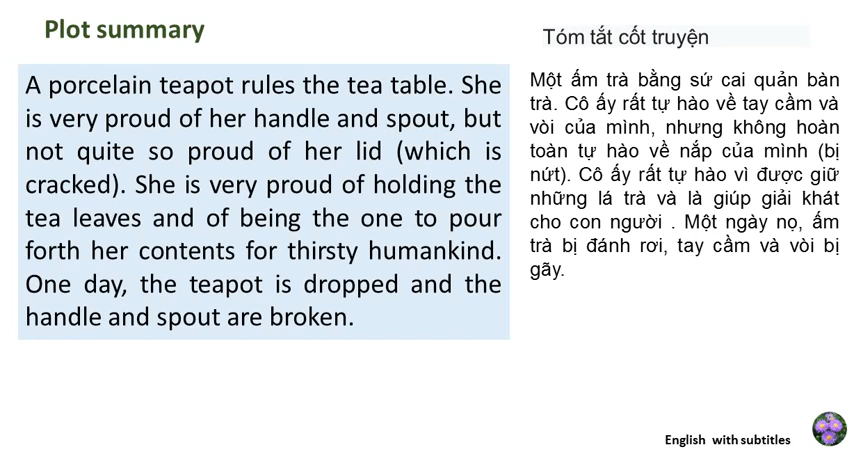 Plot summary
A porcelain teapot rules the tea table. She
is very proud of her handle and spout, but
not quite so proud of her lid (which is
cracked). She is very proud of holding the
tea leaves and of being the one to pour
forth her contents for thirsty humankind.
One day, the teapot is dropped and the
handle and spout are broken.
Tóm tắt cốt truyện
Một ấm trà bằng sứ cai quản bàn
trà. Cô ấy rất tự hào về tay cầm và
vòi của mình, nhưng không hoàn
toàn tự hào về nắp của mình (bị
nứt). Cô ấy rất tự hào vì được giữ
những lá trà và là giúp giải khát
cho con người . Một ngày nọ, ấm
trà bị đánh rơi, tay cầm và vòi bị
gãy.
English with subtitles